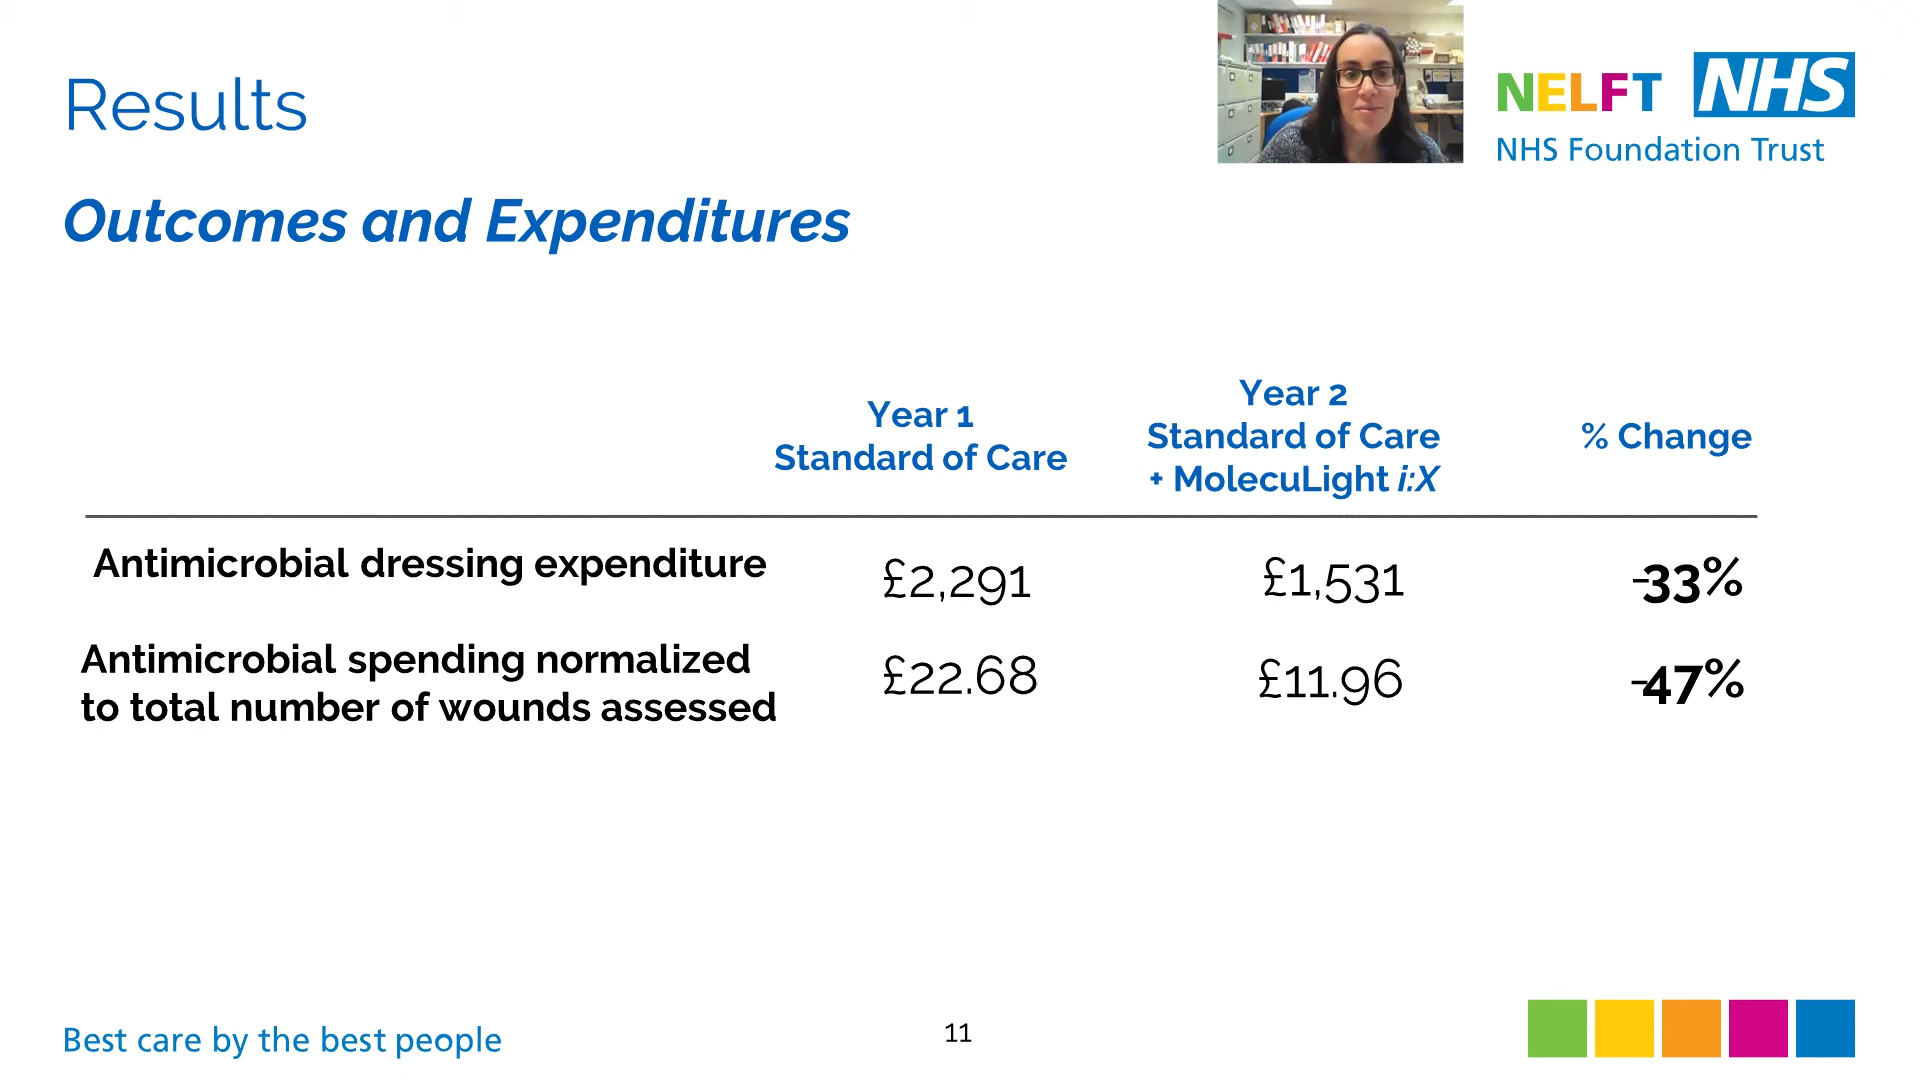 Results
NELFT NHS
NHS Foundation Trust
Outcomes and Expenditures
Year 1
Standard of Care
Year 2
Standard of Care
+ MolecuLight i:X
% Change
Antimicrobial dressing expenditure
£2,291
£1,531
-33%
Antimicrobial spending normalized
to total number of wounds assessed
£22.68
£11.96
-47%
Best care by the best people
11